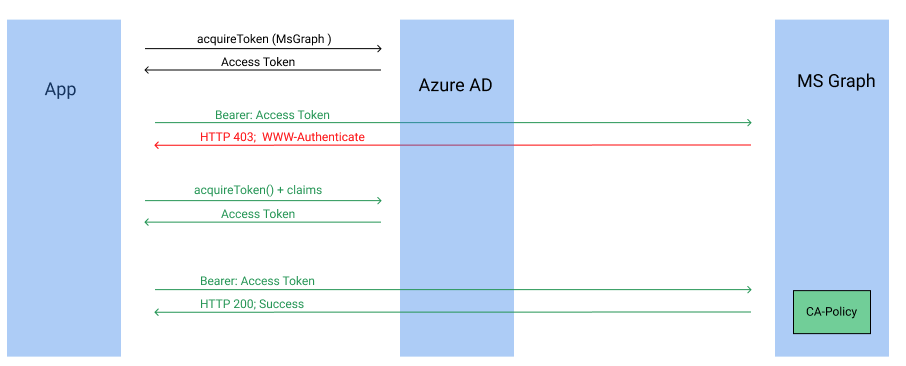 acquireToken (MsGraph )
Access Token
App
Azure AD
MS Graph
Bearer: Access Token
HTTP 403;  WWW-Authenticate
acquireToken() + claims
Access Token
Bearer: Access Token
HTTP 200; Success
CA-Policy